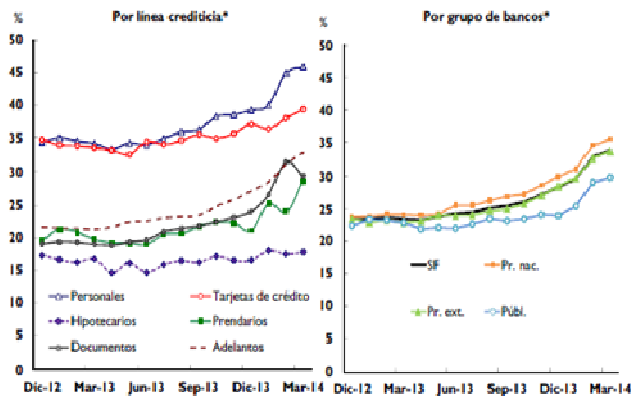 Por línea crediticia*
%
50
45
40
35
30
25
20
15
10
5
0
Personales
Tarjetas de crédito
Hipotecarios
Prendarios
Documentos
Adelantos
Dic-12 Mar-13 Jun-13 Sep-13 Dic-13 Mar-14
Por grupo de bancos*
%
50
45
40
35
30
25
20
15
10
5
0
SF
Pr. nac.
Pr. ext.
Públ.
Dic-12 Mar-13 Jun-13 Sep-13 Dic-13 Mar-14